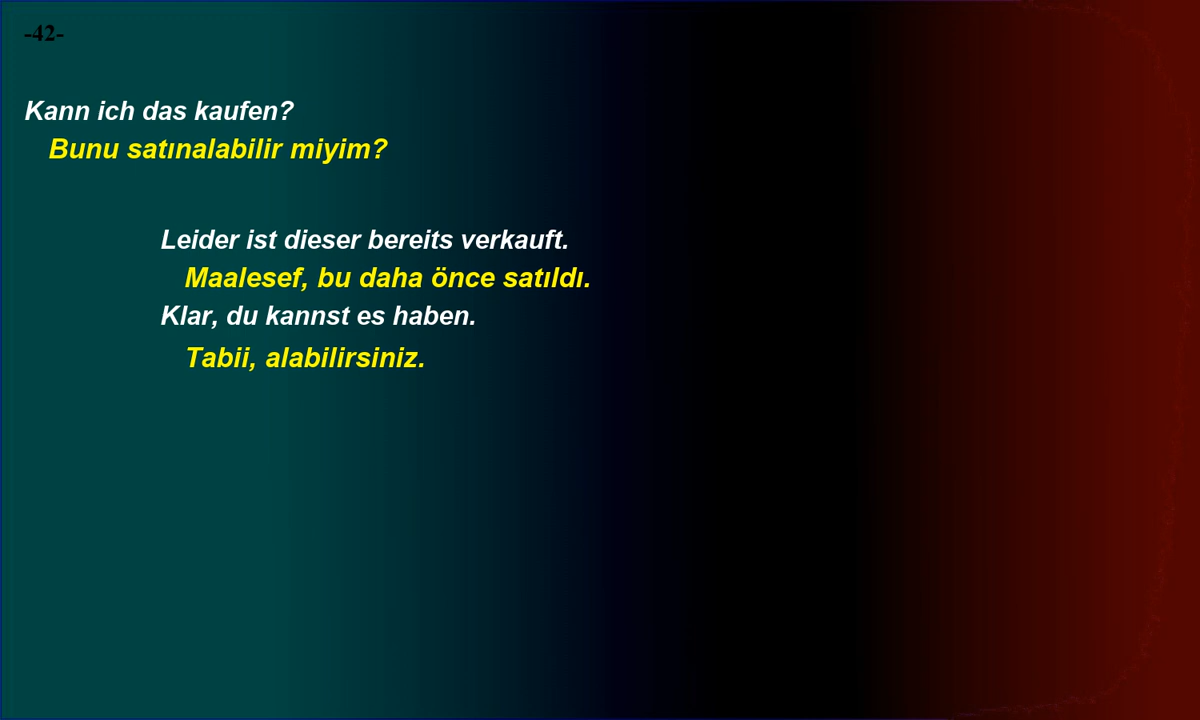 -42-
Kann ich das kaufen?
Bunu satınalabilir miyim?
Leider ist dieser bereits verkauft.
Maalesef, bu daha önce satıldı.
Klar, du kannst es haben.
Tabii, alabilirsiniz.